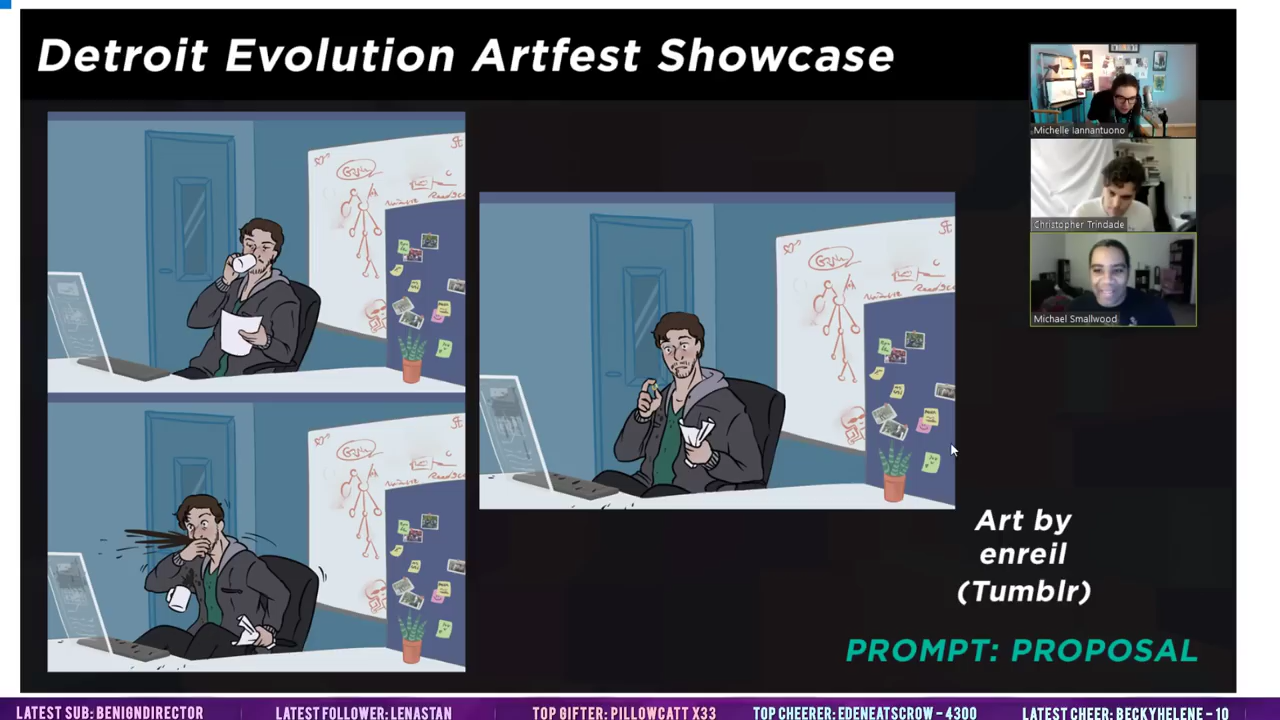 Detroit Evolution Artfest Showcase
Michelle Iannantuono
Christopher Trindade
Michael Smallwood
Art by
enreil
(Tumblr)
PROMPT: PROPOSAL
LATEST SUB: BENIGNDIRECTOR
LATEST FOLLOWER: LENASTAN
TOP GIFTER: PILLOWCATT X33
TOP CHEERER: EDENEATSCROW – 4300
LATEST CHEER: BECKYHELENE – 10